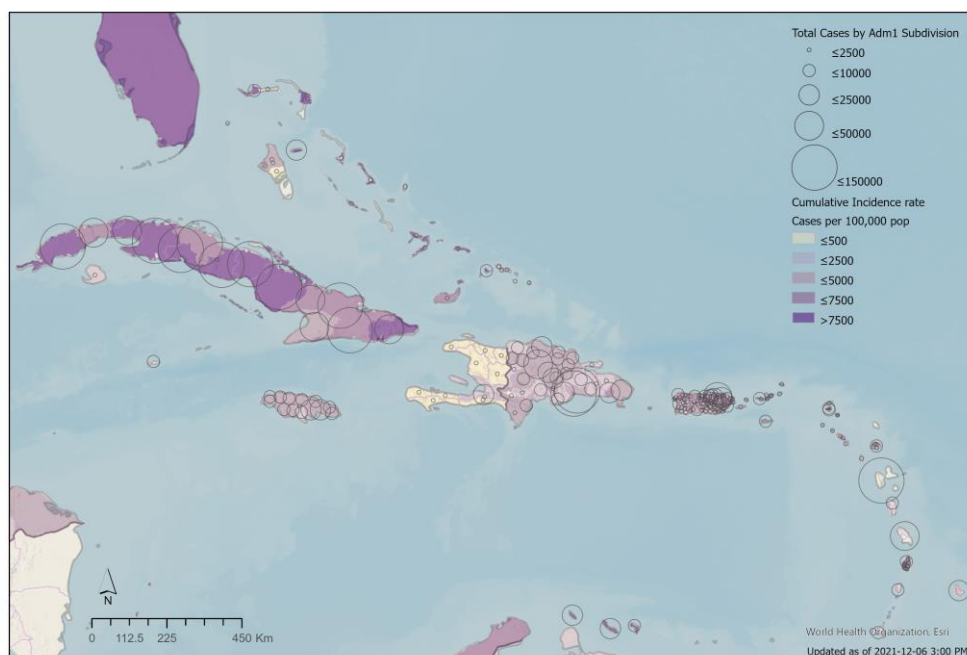 Total Cases by Adm1 Subdivision
≤2500
≤10000
≤25000
≤50000
≤150000
Cumulative Incidence rate
Cases per 100,000 pop
≤500
≤2500
≤5000
≤7500
>7500
N
0 112.5 225 450 Km
World Health Organization, Esri
Updated as of 2021-12-06 3:00 PM